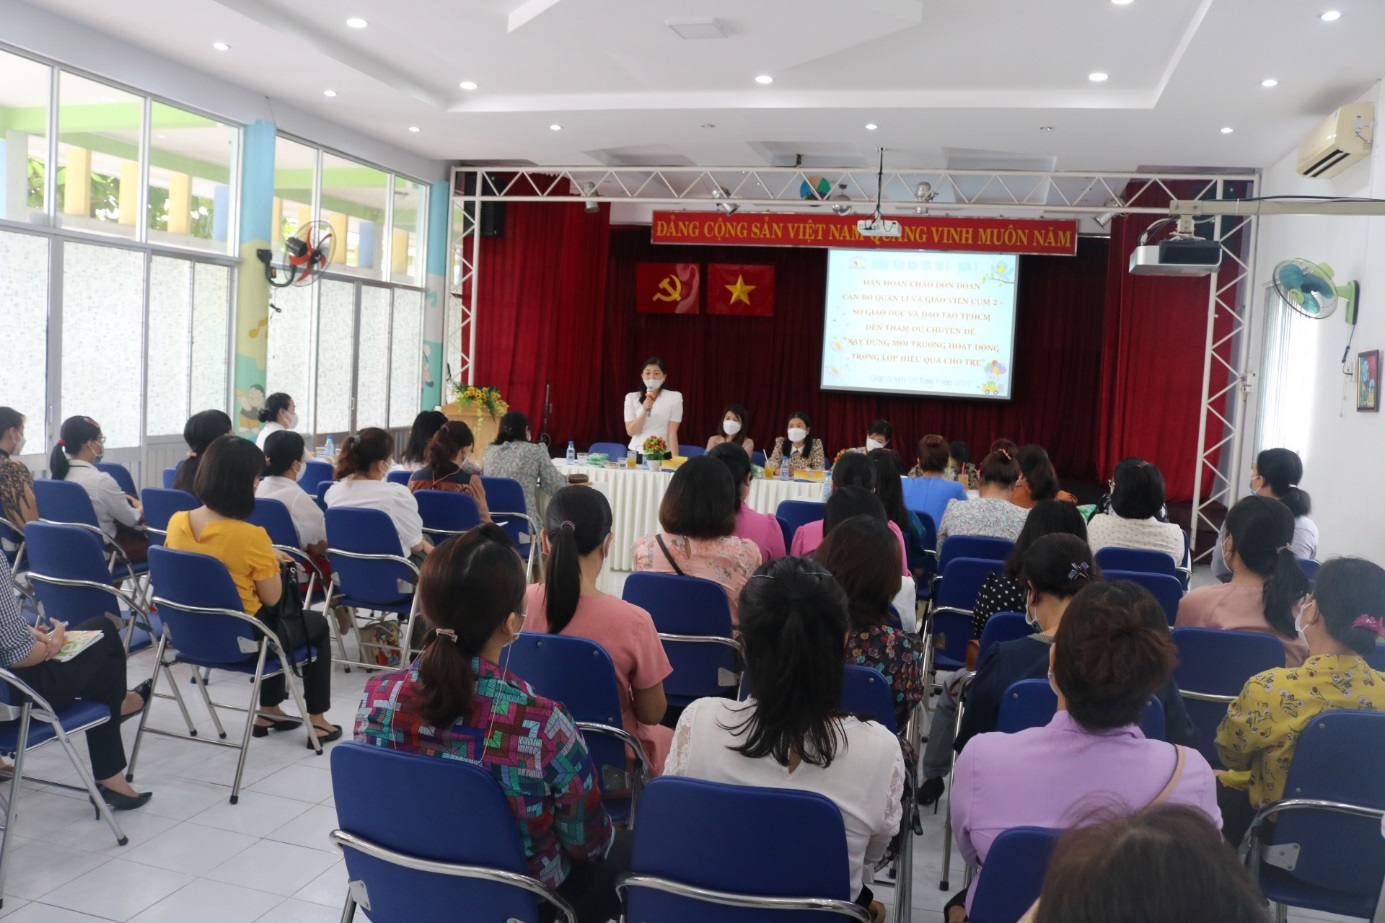 ĐẢNG CỘNG SẢN VIỆT NAM QUANG VINH MUÔN NĂM
HÂN HOAN CHÀO ĐÓN ĐOÀN
CÁN BỘ QUẢN LÍ VÀ GIÁO VIÊN CỤM 2 -
SỞ GIÁO DỤC VÀ ĐÀO TẠO TPHCM
ĐẾN THAM DỰ CHUYÊN ĐỀ
"XÂY DỰNG MÔI TRƯỜNG HOẠT ĐỘNG
TRONG LỚP HIỆU QUẢ CHO TRẺ"